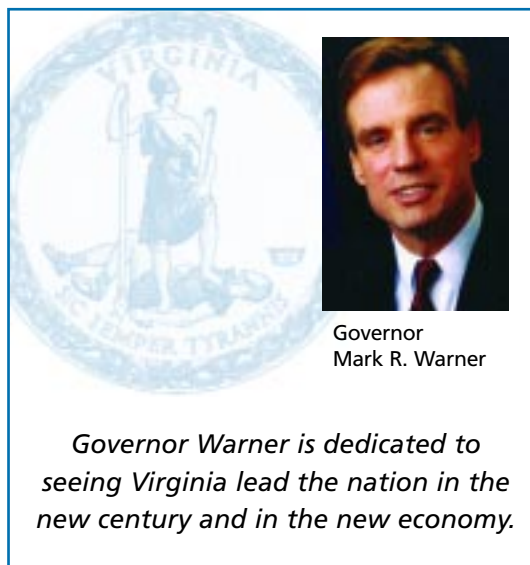 VIRGINIA
SIC SEMPER TYRANNIS
Governor
Mark R. Warner
Governor Warner is dedicated to
seeing Virginia lead the nation in the
new century and in the new economy.